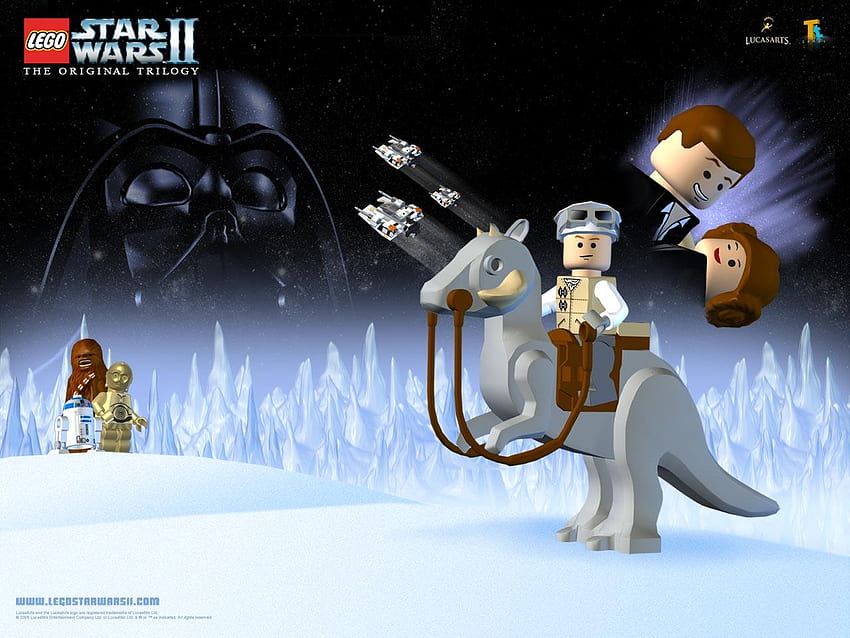 LEGO STAR
WARS II
THE ORIGINAL TRILOGY
LUCASARTS
WWW.LEGOSTARWARSII.COM
LucasArts and the LucasArts logo are registered trademarks of Lucasfilm Ltd.
Lucasfilm Entertainment Company Ltd. or Lucasfilm Ltd. & ® or ™ as indicated. All rights reserved.